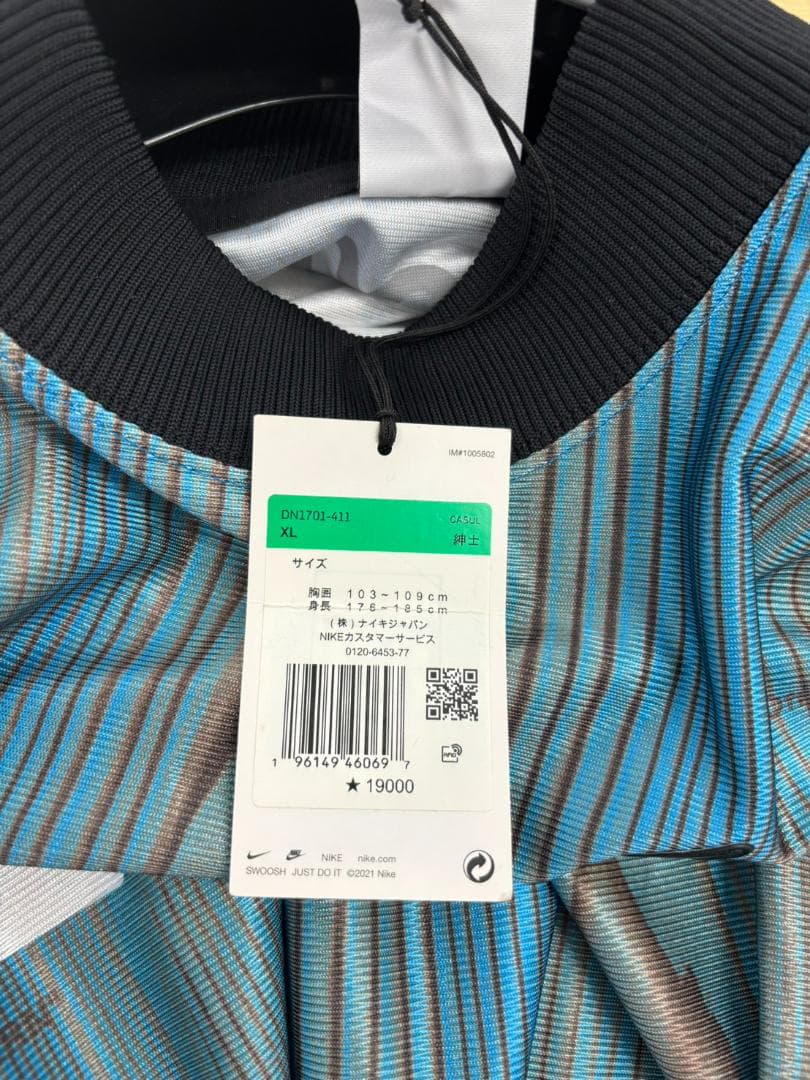 IM#1005802
DN1701-411 CASUL
XL 紳士
サイズ
胸囲 103~109cm
身長 176~185cm
(株)ナイキジャパン
NIKEカスタマーサービス
0120-6453-77
1 96149 46069 7
RFID
★ 19000
NIKE nike.com
SWOOSH JUST DO IT ©2021 Nike